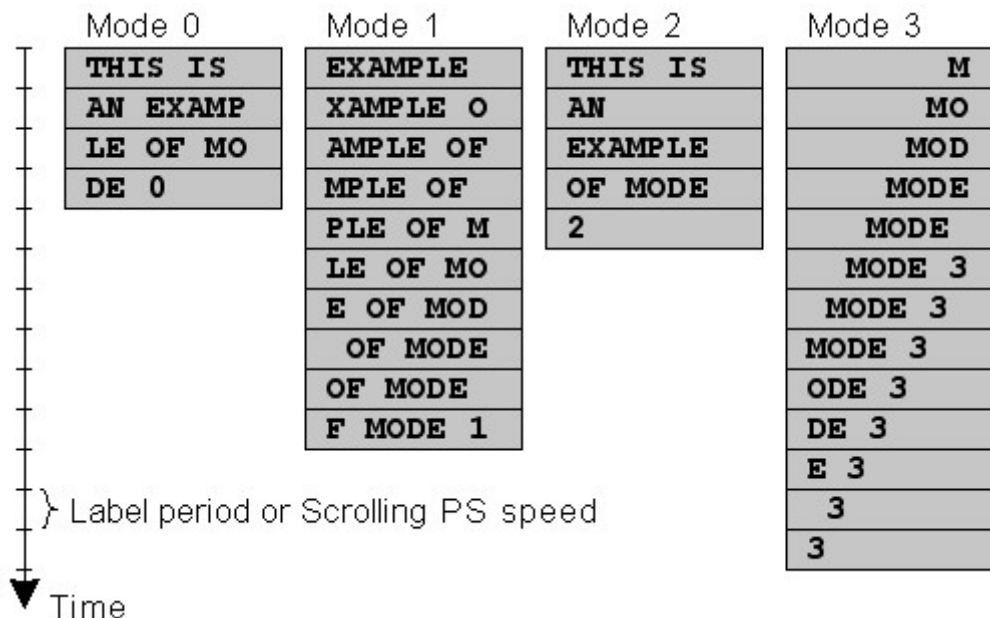 Mode 0
THIS IS
AN EXAMP
LE OF MO
DE 0
Mode 1
EXAMPLE
XAMPLE O
AMPLE OF
MPLE OF
PLE OF M
LE OF MO
E OF MOD
OF MODE
OF MODE
F MODE 1
Mode 2
THIS IS
AN
EXAMPLE
OF MODE
2
Mode 3
M
MO
MOD
MODE
MODE
MODE 3
MODE 3
MODE 3
ODE 3
DE 3
E 3
3
3
Label period or Scrolling PS speed
Time